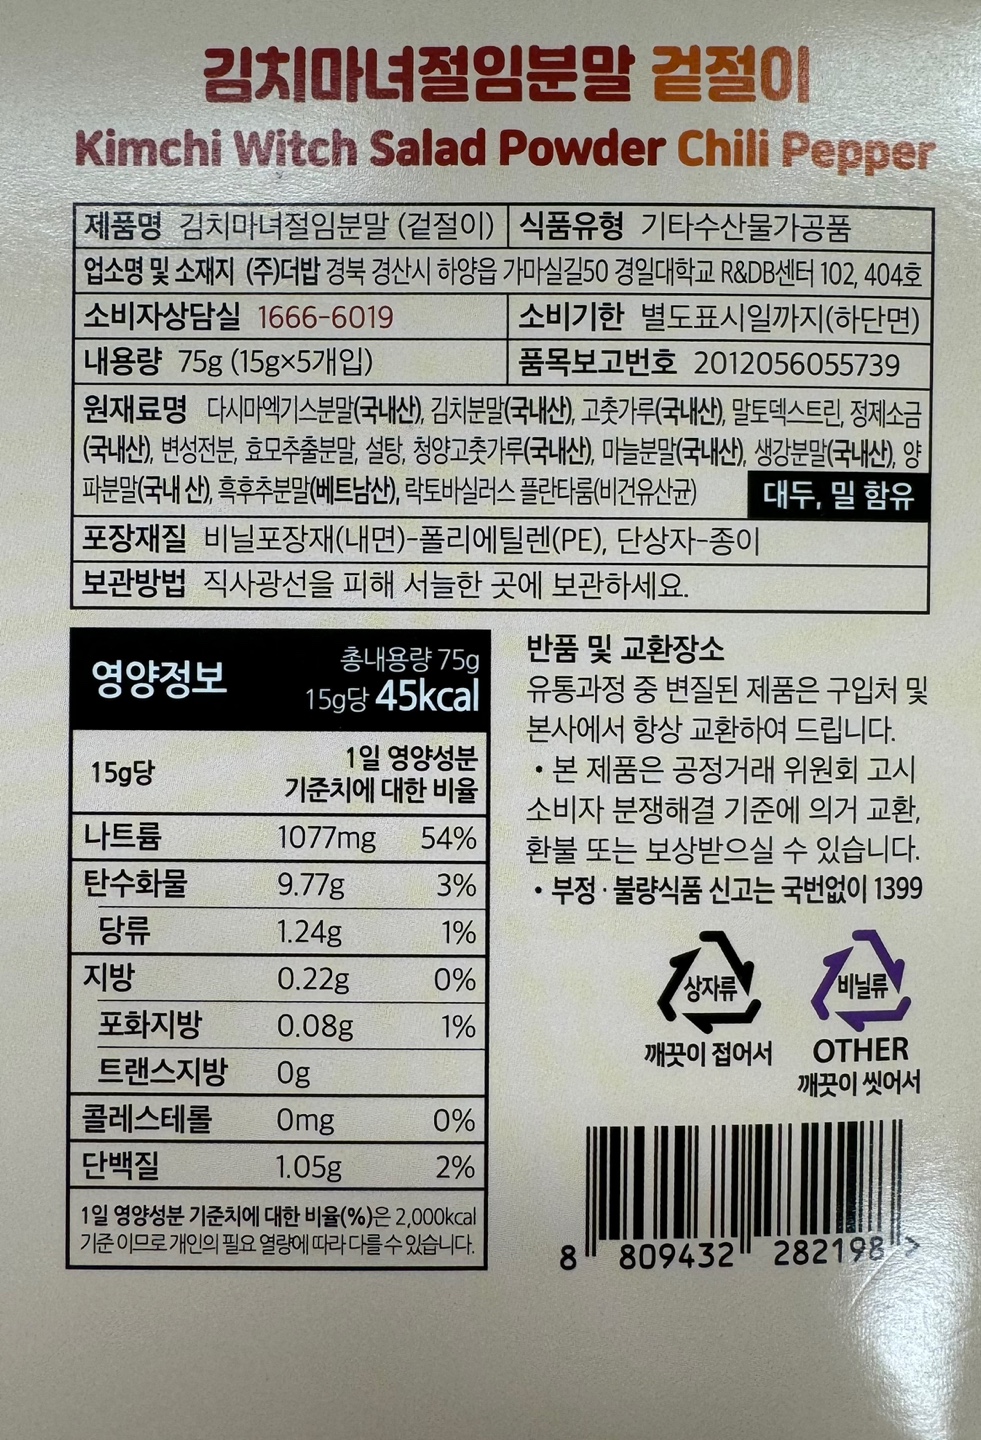 김치마녀절임분말 겉절이
Kimchi Witch Salad Powder Chili Pepper
제품명 김치마녀절임분말 (겉절이) 식품유형 기타수산물가공품
업소명 및 소재지 (주)더밥 경북 경산시 하양읍 가마실길50 경일대학교 R&DB센터 102, 404호
소비자상담실 1666-6019 소비기한 별도표시일까지(하단면)
내용량 75g (15g×5개입) 품목보고번호 2012056055739
원재료명 다시마엑기스분말(국내산), 김치분말(국내산), 고춧가루(국내산), 말토덱스트린, 정제소금
(국내산), 변성전분, 효모추출분말, 설탕, 청양고춧가루(국내산), 마늘분말(국내산), 생강분말(국내산), 양
파분말(국내 산), 흑후추분말(베트남산), 락토바실러스 플란타룸(비건유산균) 대두, 밀 함유
포장재질 비닐포장재(내면)-폴리에틸렌(PE), 단상자-종이
보관방법 직사광선을 피해 서늘한 곳에 보관하세요.
영양정보 총내용량 75g
15g당 45kcal
15g당 1일 영양성분
기준치에 대한 비율
나트륨 1077mg 54%
탄수화물 9.77g 3%
당류 1.24g 1%
지방 0.22g 0%
포화지방 0.08g 1%
트랜스지방 0g
콜레스테롤 0mg 0%
단백질 1.05g 2%
1일 영양성분 기준치에 대한 비율(%)은 2,000kcal
기준 이므로 개인의 필요 열량에 따라 다를 수 있습니다.
반품 및 교환장소
유통과정 중 변질된 제품은 구입처 및
본사에서 항상 교환하여 드립니다.
• 본 제품은 공정거래 위원회 고시
소비자 분쟁해결 기준에 의거 교환,
환불 또는 보상받으실 수 있습니다.
• 부정·불량식품 신고는 국번없이 1399
상자류 비닐류
깨끗이 접어서 OTHER
깨끗이 씻어서
8 809432 282198 >